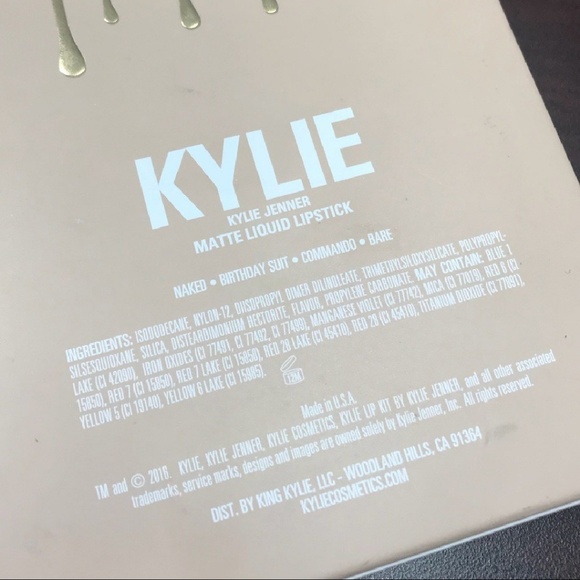 KYLIE
KYLIE JENNER
MATTE LIQUID LIPSTICK
NAKED • BIRTHDAY SUIT • COMMANDO • BARE
INGREDIENTS: ISODODECANE, NYLON-12, DIISOPROPYL DIMER DILINOLEATE, TRIMETHYLSILOXYSILICATE, POLYPROPYL-
SILSESQUIOXANE, SILICA, DISTEARDIMONIUM HECTORITE, FLAVOR, PROPYLENE CARBONATE. MAY CONTAIN: BLUE 1
LAKE (CI 42090), IRON OXIDES (CI 77491, CI 77492, CI 77499), MANGANESE VIOLET (CI 77742), MICA (CI 77019), RED 6 (CI
15850), RED 7 (CI 15850), RED 7 LAKE (CI 15850), RED 28 LAKE (CI 45410), RED 28 (CI 45410), TITANIUM DIOXIDE (CI 77891),
YELLOW 5 (CI 19140), YELLOW 6 LAKE (CI 15985).
12M
Made in U.S.A.
TM and © 2016. KYLIE, KYLIE JENNER, KYLIE COSMETICS, KYLIE LIP KIT BY KYLIE JENNER, and all other associated
trademarks, service marks, designs and images are owned solely by Kylie Jenner, Inc. All rights reserved.
DIST. BY KING KYLIE, LLC - WOODLAND HILLS, CA 91364
KYLIECOSMETICS.COM